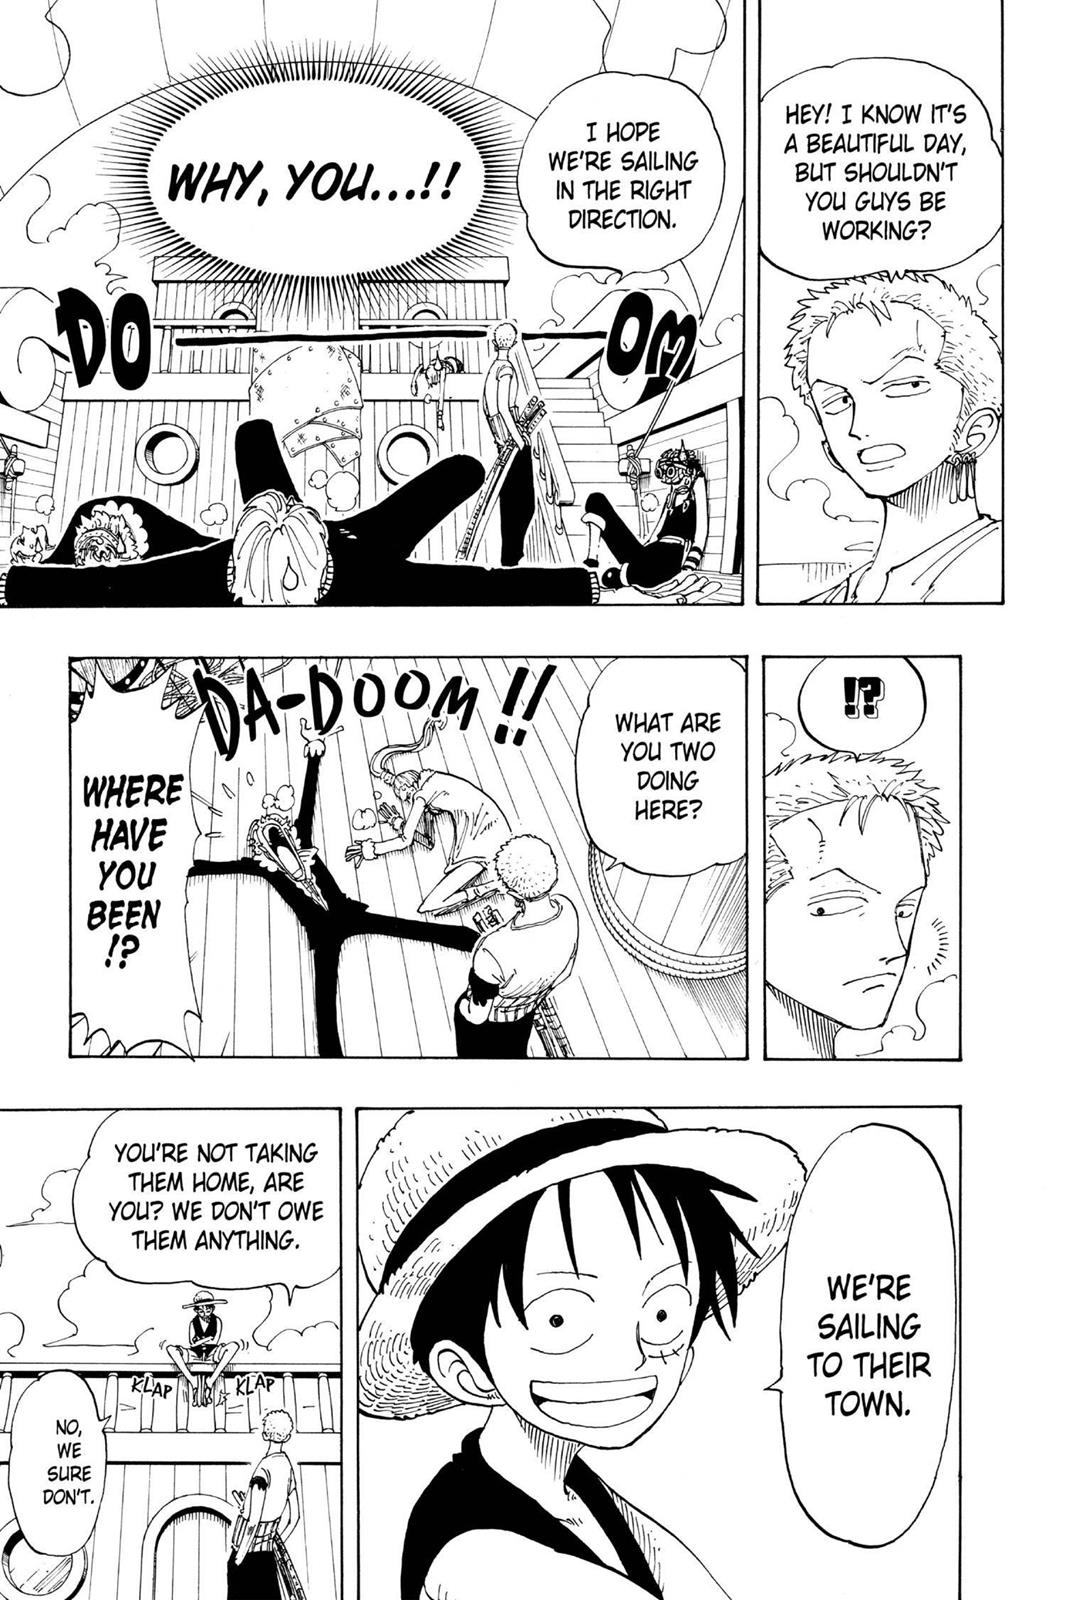 HEY! I KNOW IT'S
A BEAUTIFUL DAY,
BUT SHOULDN'T
YOU GUYS BE
WORKING?
I HOPE
WE'RE SAILING
IN THE RIGHT
DIRECTION.
WHY, YOU...!!
DOOM
!?
WHAT ARE
YOU TWO
DOING
HERE?
DA-DOOM!!
WHERE
HAVE
YOU
BEEN
!?
WE'RE
SAILING
TO THEIR
TOWN.
YOU'RE NOT TAKING
THEM HOME, ARE
YOU? WE DON'T OWE
THEM ANYTHING.
KLAP
KLAP
NO,
WE
SURE
DON'T.